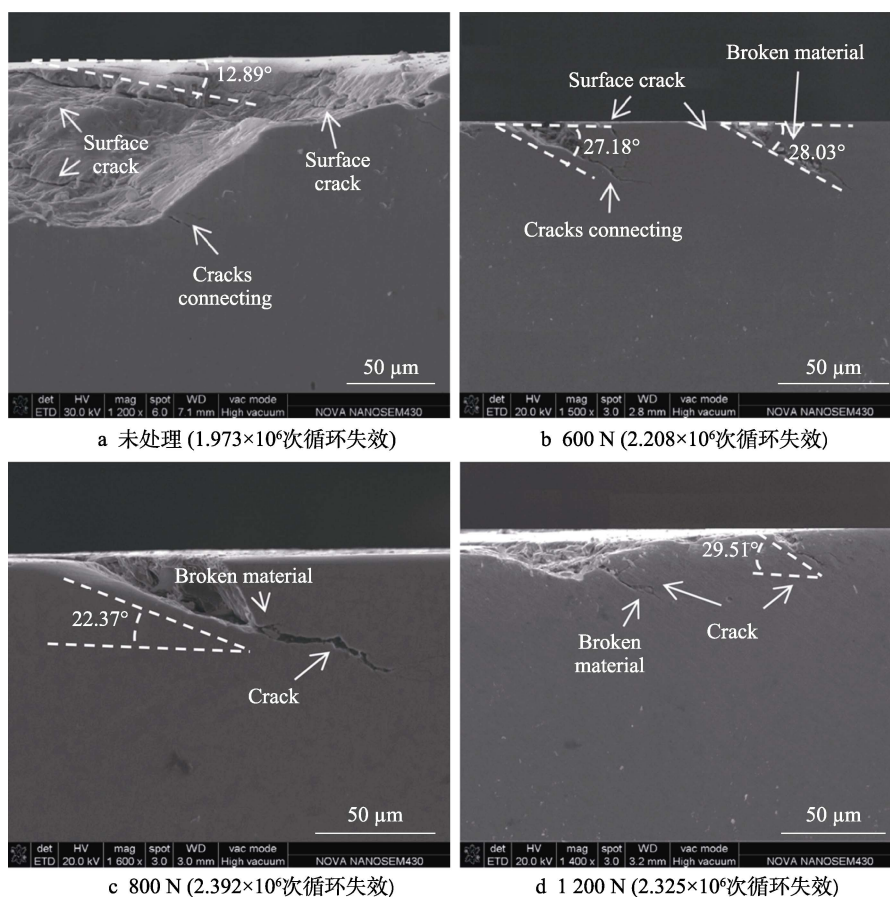 12.89°
Surface
crack
Surface
crack
Cracks
connecting
50 μm
det HV mag spot WD vac mode
ETD 30.0 kV 1 200 x 6.0 7.1 mm High vacuum NOVA NANOSEM430
a 未处理 (1.973×10⁶次循环失效)
Broken material
Surface crack
27.18°
28.03°
Cracks connecting
50 μm
det HV mag spot WD vac mode
ETD 20.0 kV 1 500 x 3.0 2.8 mm High vacuum NOVA NANOSEM430
b 600 N (2.208×10⁶次循环失效)
Broken material
22.37°
Crack
50 μm
det HV mag spot WD vac mode
ETD 20.0 kV 1 600 x 3.0 3.0 mm High vacuum NOVA NANOSEM430
c 800 N (2.392×10⁶次循环失效)
29.51°
Crack
Broken
material
50 μm
det HV mag spot WD vac mode
ETD 20.0 kV 1 400 x 3.0 3.2 mm High vacuum NOVA NANOSEM430
d 1 200 N (2.325×10⁶次循环失效)